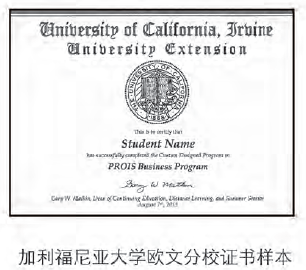 University of California, Irvine
University Extension
This is to certify that
Student Name
has successfully completed the Custom Designed Program in
PROIS Business Program
Gary W. Matkin, Dean of Continuing Education, Distance Learning, and Summer Session
August 7th, 2013
加利福尼亚大学欧文分校证书样本